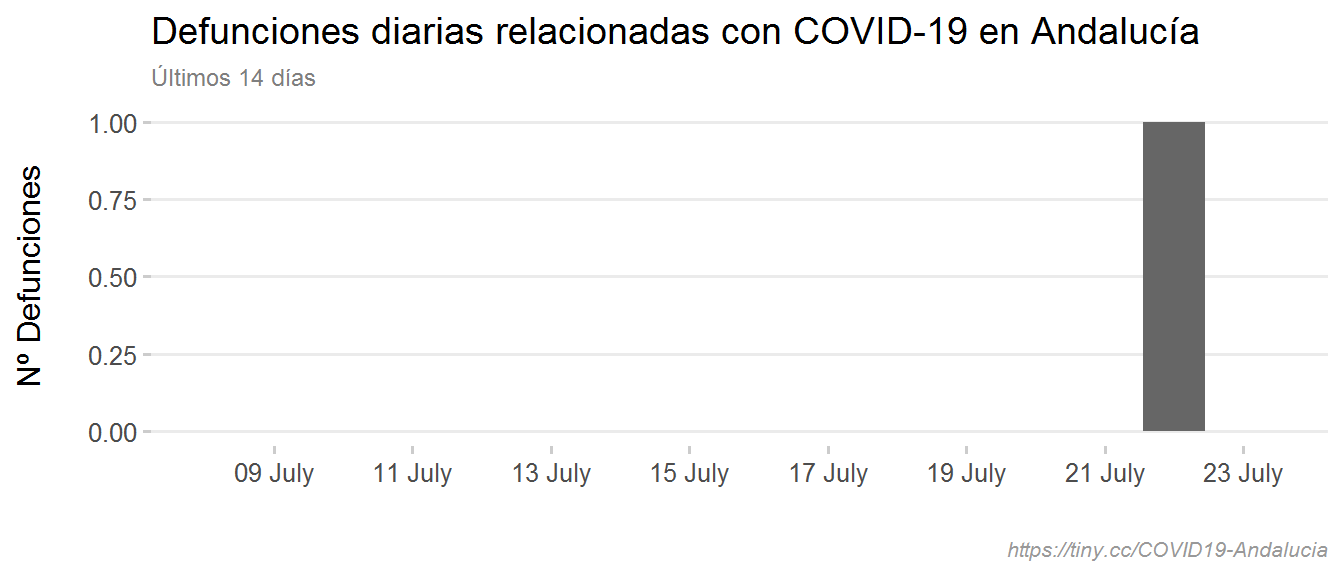 Defunciones diarias relacionadas con COVID-19 en Andalucía
Últimos 14 días
Nº Defunciones
1.00
0.75
0.50
0.25
0.00
09 July 11 July 13 July 15 July 17 July 19 July 21 July 23 July
https://tiny.cc/COVID19-Andalucia